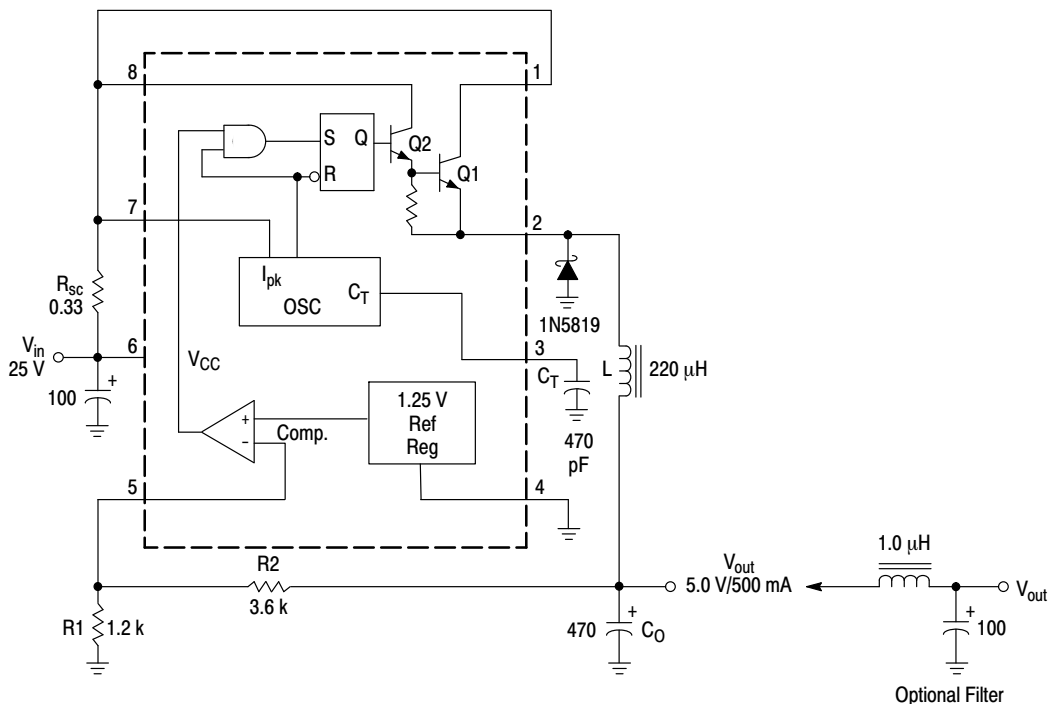 8
1
S Q
Q2
R
Q1
7
2
Rsc
0.33
Ipk
CT
OSC
1N5819
Vin
25 V
6
VCC
3
CT
L
220 μH
100
+
+
−
Comp.
1.25 V
Ref
Reg
470
pF
5
4
R2
3.6 k
R1
1.2 k
Vout
5.0 V/500 mA
1.0 μH
Vout
470
+
CO
+
100
Optional Filter